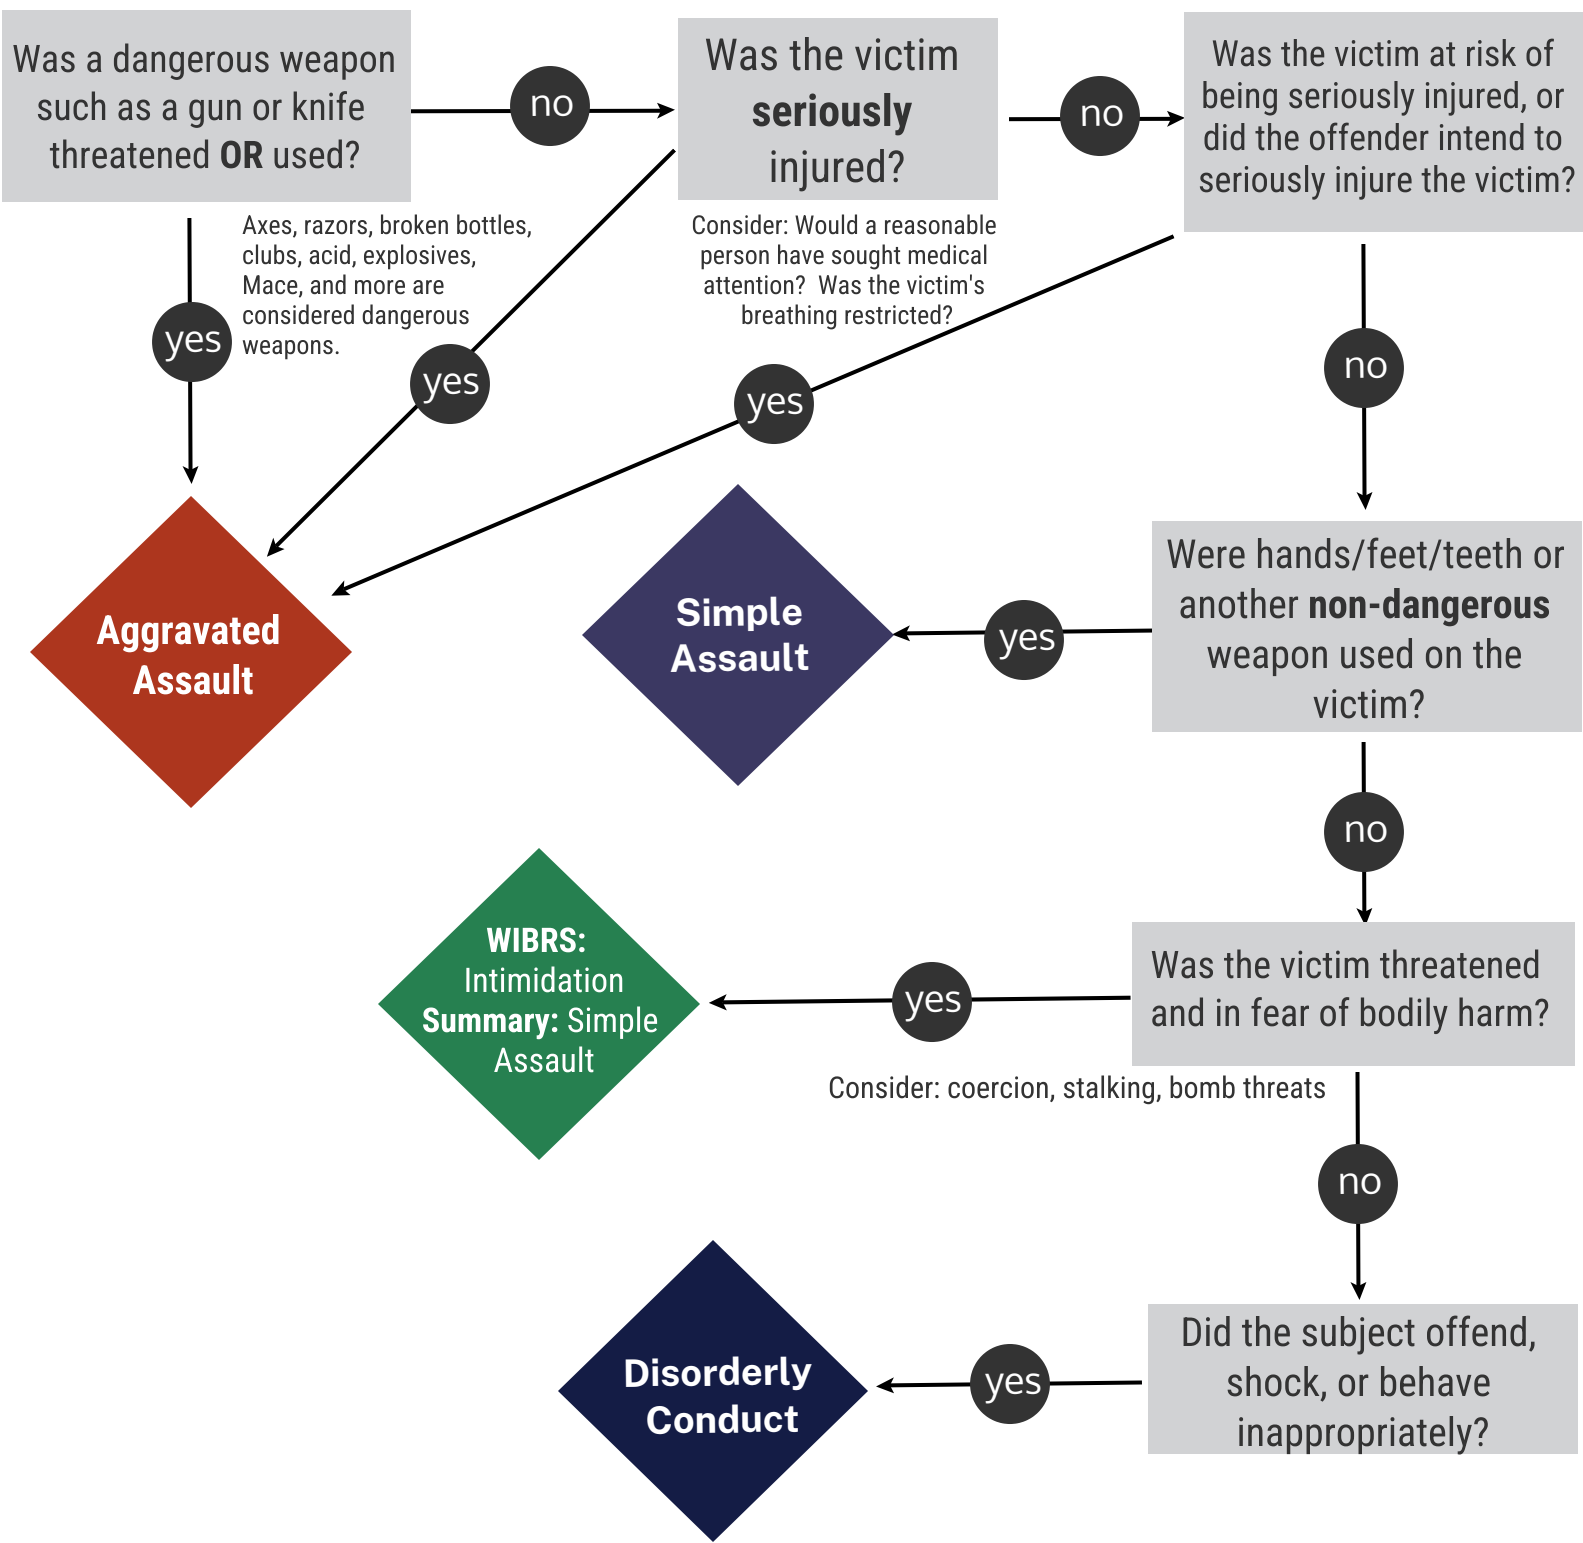 Was a dangerous weapon
such as a gun or knife
threatened OR used?
no
Was the victim
seriously
injured?
no
Was the victim at risk of
being seriously injured, or
did the offender intend to
seriously injure the victim?
Axes, razors, broken bottles,
clubs, acid, explosives,
Mace, and more are
considered dangerous
weapons.
Consider: Would a reasonable
person have sought medical
attention? Was the victim's
breathing restricted?
yes
yes
yes
no
Aggravated
Assault
Simple
Assault
yes
Were hands/feet/teeth or
another non-dangerous
weapon used on the
victim?
no
WIBRS:
Intimidation
Summary: Simple
Assault
yes
Was the victim threatened
and in fear of bodily harm?
Consider: coercion, stalking, bomb threats
no
Disorderly
Conduct
yes
Did the subject offend,
shock, or behave
inappropriately?